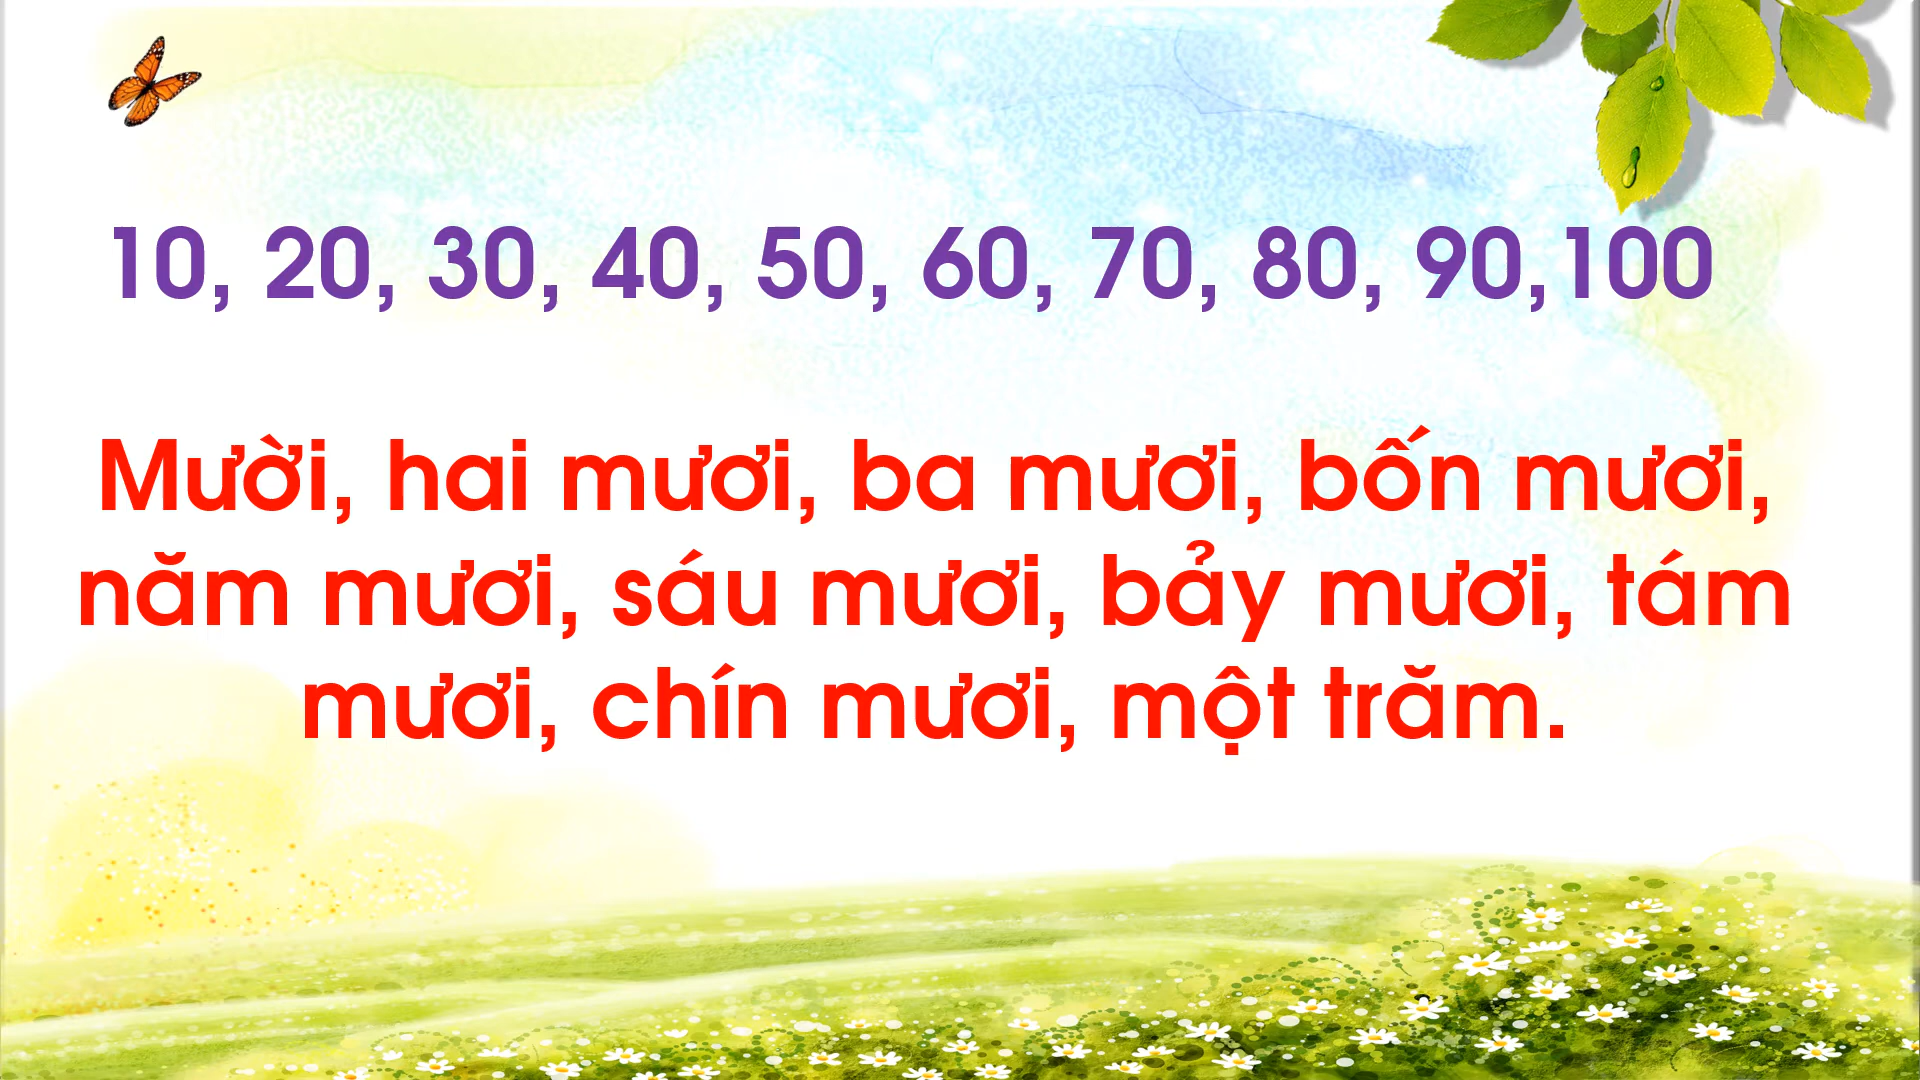 10, 20, 30, 40, 50, 60, 70, 80, 90,100
Mười, hai mươi, ba mươi, bốn mươi,
năm mươi, sáu mươi, bảy mươi, tám
mươi, chín mươi, một trăm.